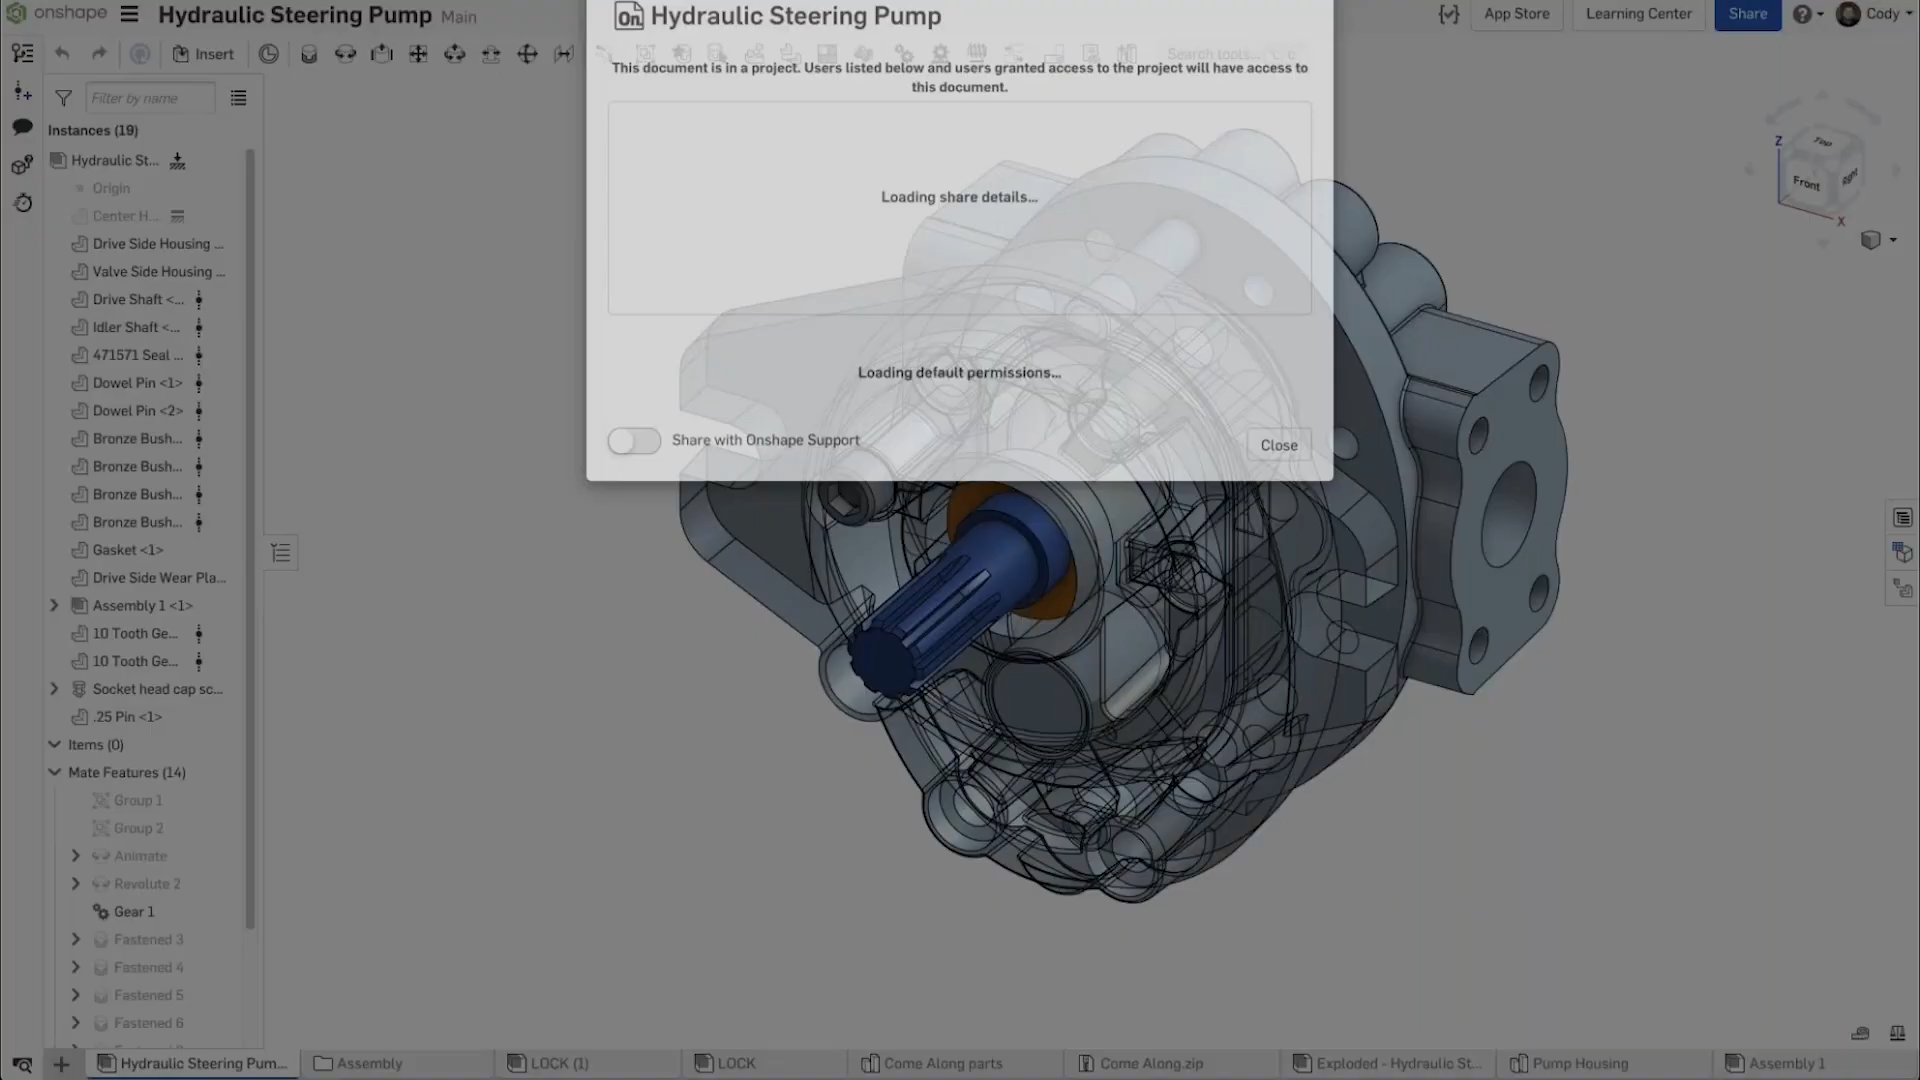 onshape
Hydraulic Steering Pump Main
App Store
Learning Center
Share
Cody
Insert
Search tools...
Filter by name
Instances (19)
Hydraulic St...
Origin
Center H...
Drive Side Housing ...
Valve Side Housing ...
Drive Shaft <...
Idler Shaft <...
471571 Seal ...
Dowel Pin <1>
Dowel Pin <2>
Bronze Bush...
Bronze Bush...
Bronze Bush...
Bronze Bush...
Gasket <1>
Drive Side Wear Pla...
Assembly 1 <1>
10 Tooth Ge...
10 Tooth Ge...
Socket head cap sc...
.25 Pin <1>
Items (0)
Mate Features (14)
Group 1
Group 2
Animate
Revolute 2
Gear 1
Fastened 3
Fastened 4
Fastened 5
Fastened 6
On Hydraulic Steering Pump
This document is in a project. Users listed below and users granted access to the project will have access to
this document.
Loading share details...
Loading default permissions...
Share with Onshape Support
Close
Z
Top
Front
Right
X
Hydraulic Steering Pum...
Assembly
LOCK (1)
LOCK
Come Along parts
Come Along.zip
Exploded - Hydraulic St...
Pump Housing
Assembly 1